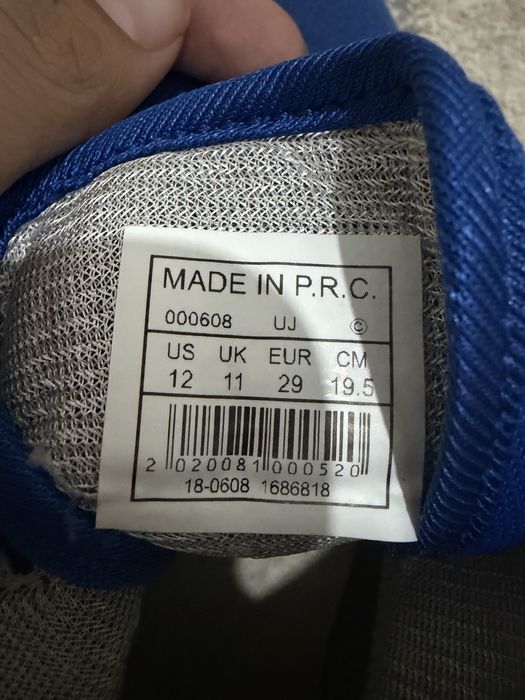 MADE IN P.R.C.
000608 UJ ©
US UK EUR CM
12 11 29 19.5
2 020081 000520
18-0608 1686818